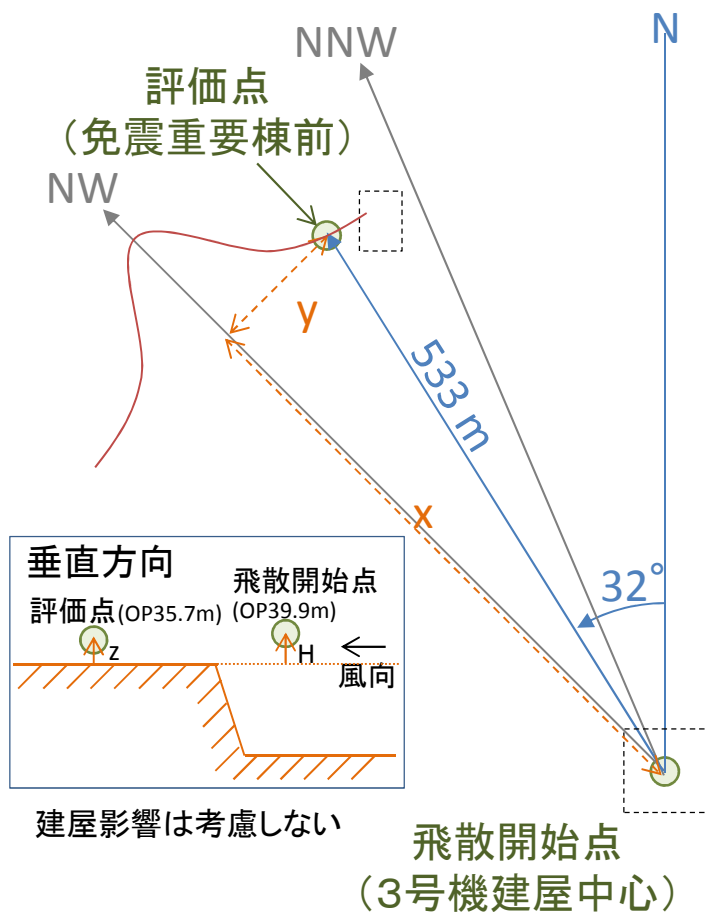 N
NNW
評価点
（免震重要棟前）
NW
y
533 m
x
32°
垂直方向
評価点(OP35.7m)
飛散開始点
(OP39.9m)
z
H
風向
建屋影響は考慮しない
飛散開始点
（３号機建屋中心）